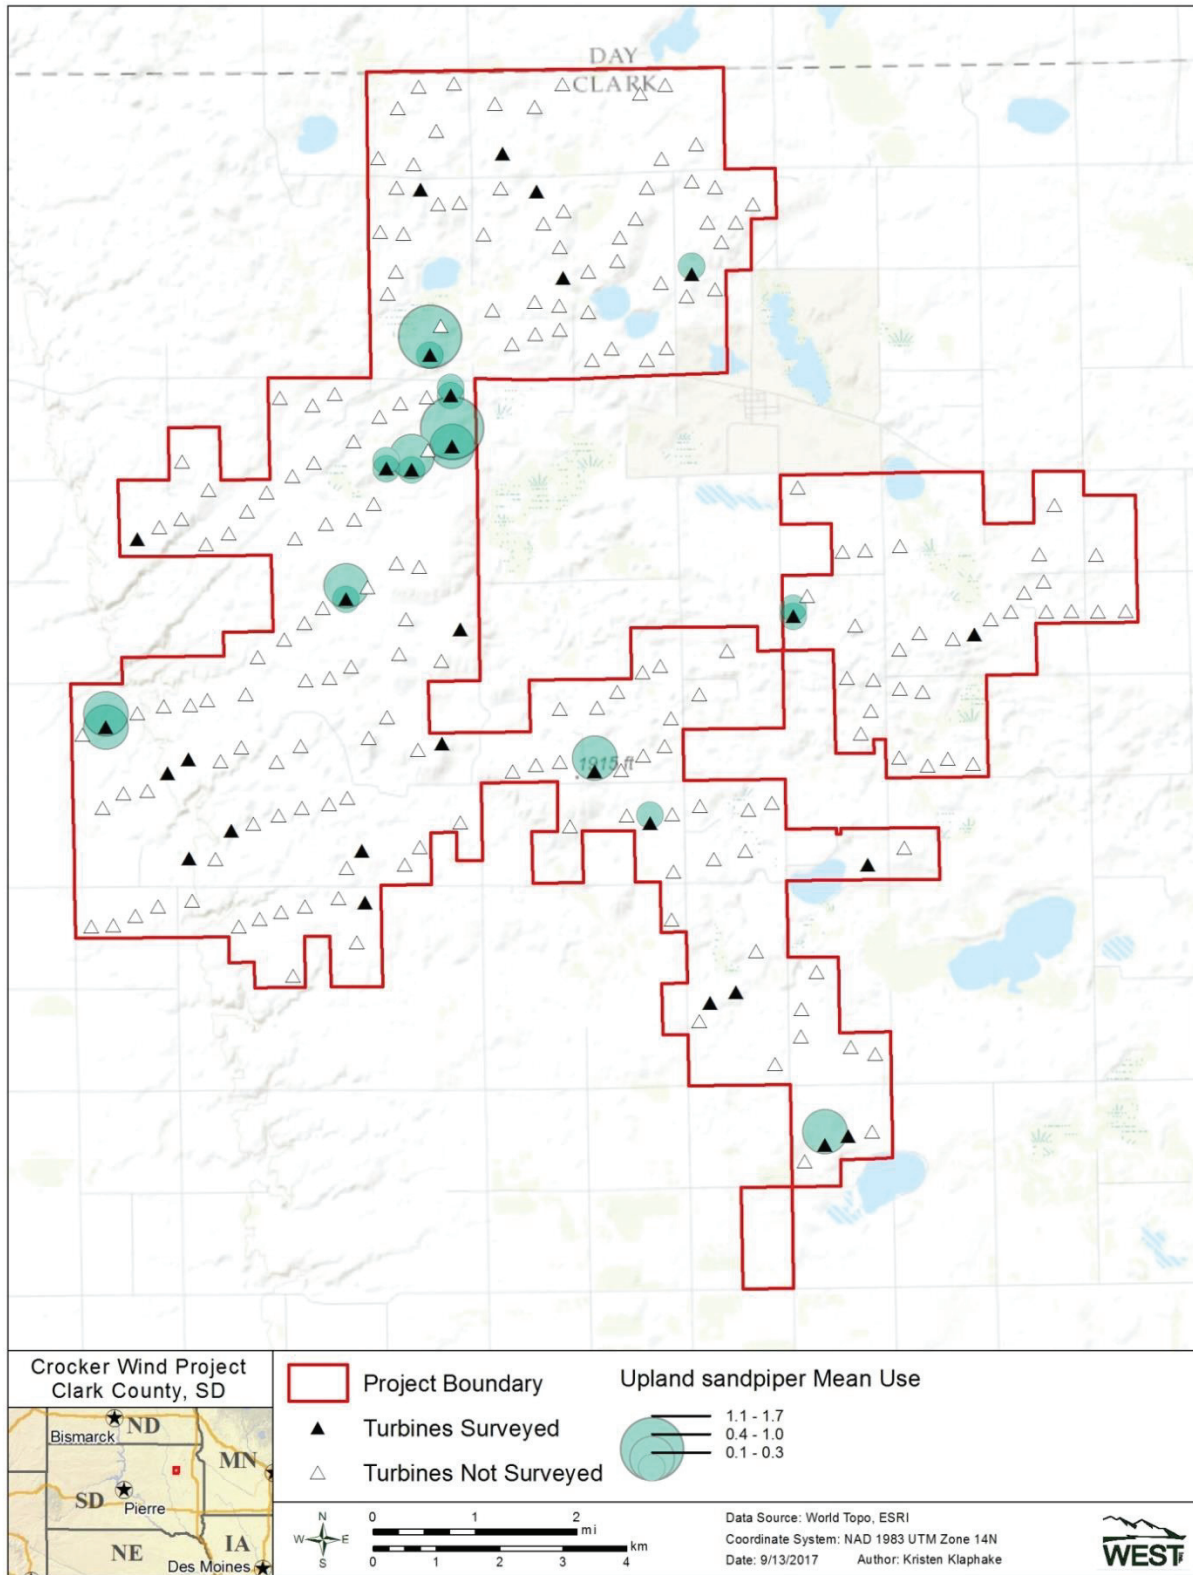 DAY
CLARK
1915 ft
Crocker Wind Project
Clark County, SD
ND
Bismarck
MN
SD
Pierre
NE
IA
Des Moines
Project Boundary
Turbines Surveyed
Turbines Not Surveyed
Upland sandpiper Mean Use
1.1 - 1.7
0.4 - 1.0
0.1 - 0.3
N
W E
S
0 1 2
mi
0 1 2 3 4
km
Data Source: World Topo, ESRI
Coordinate System: NAD 1983 UTM Zone 14N
Date: 9/13/2017 Author: Kristen Klaphake
WEST